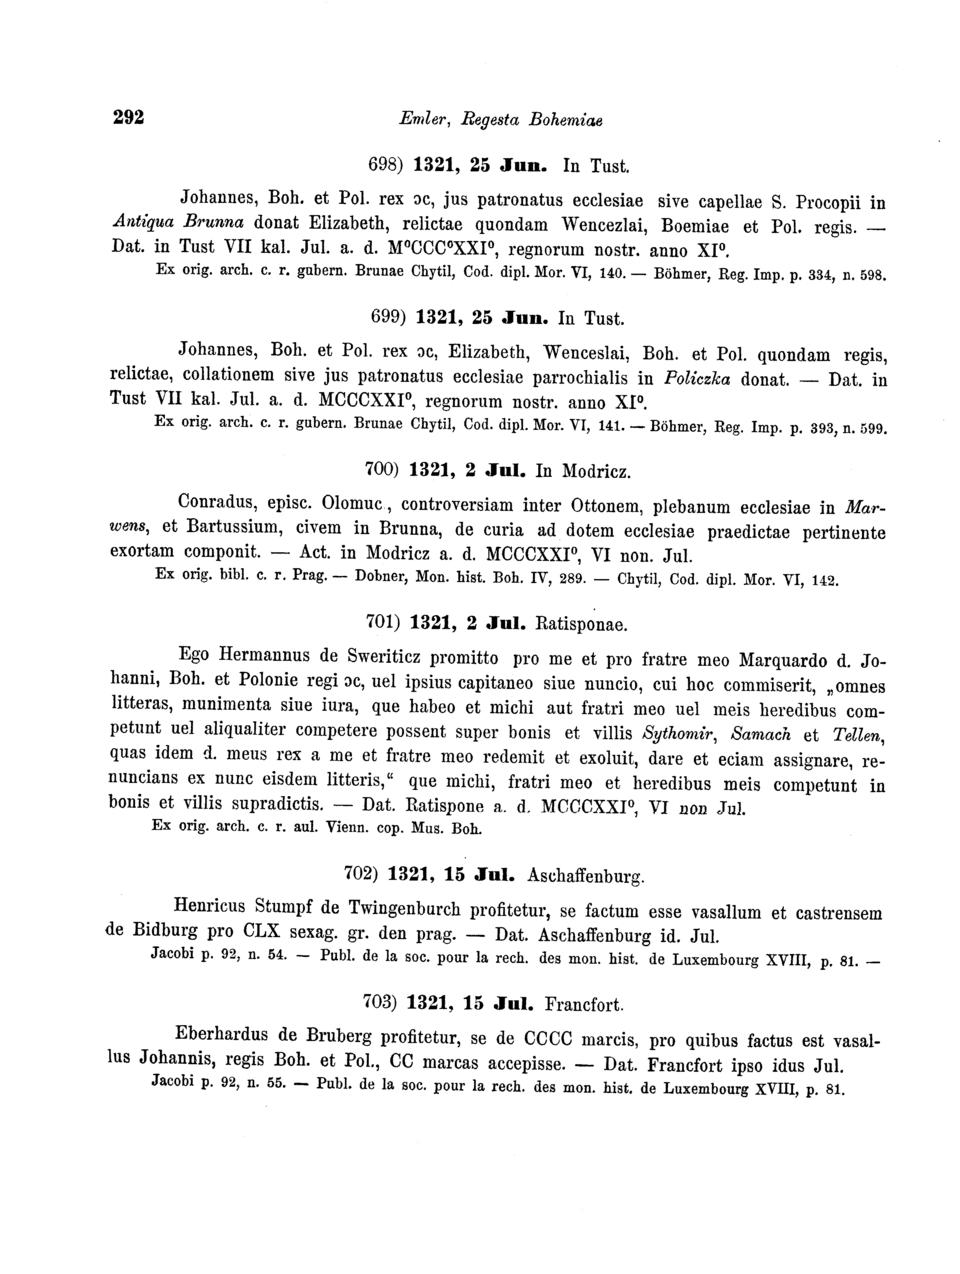 292 Emler, Regesta Bohemiae
698) 1321, 25 Jun. In Tust.
Johannes, Boh. et Pol. rex ɔc, jus patronatus ecclesiae sive capellae S. Procopii in
Antiqua Brunna donat Elizabeth, relictae quondam Wencezlai, Boemiae et Pol. regis. —
Dat. in Tust VII kal. Jul. a. d. M⁰CCC⁰XXI⁰, regnorum nostr. anno XI⁰.
Ex orig. arch. c. r. gubern. Brunae Chytil, Cod. dipl. Mor. VI, 140. — Böhmer, Reg. Imp. p. 334, n. 598.
699) 1321, 25 Jun. In Tust.
Johannes, Boh. et Pol. rex ɔc, Elizabeth, Wenceslai, Boh. et Pol. quondam regis,
relictae, collationem sive jus patronatus ecclesiae parrochialis in Policzka donat. — Dat. in
Tust VII kal. Jul. a. d. MCCCXXI⁰, regnorum nostr. anno XI⁰.
Ex orig. arch. c. r. gubern. Brunae Chytil, Cod. dipl. Mor. VI, 141. — Böhmer, Reg. Imp. p. 393, n. 599.
700) 1321, 2 Jul. In Modricz.
Conradus, episc. Olomuc, controversiam inter Ottonem, plebanum ecclesiae in Mar-
wens, et Bartussium, civem in Brunna, de curia ad dotem ecclesiae praedictae pertinente
exortam componit. — Act. in Modricz a. d. MCCCXXI⁰, VI non. Jul.
Ex orig. bibl. c. r. Prag. — Dobner, Mon. hist. Boh. IV, 289. — Chytil, Cod. dipl. Mor. VI, 142.
701) 1321, 2 Jul. Ratisponae.
Ego Hermannus de Sweriticz promitto pro me et pro fratre meo Marquardo d. Jo-
hanni, Boh. et Polonie regi ɔc, uel ipsius capitaneo siue nuncio, cui hoc commiserit, „omnes
litteras, munimenta siue iura, que habeo et michi aut fratri meo uel meis heredibus com-
petunt uel aliqualiter competere possent super bonis et villis Sythomir, Samach et Tellen,
quas idem d. meus rex a me et fratre meo redemit et exoluit, dare et eciam assignare, re-
nuncians ex nunc eisdem litteris,“ que michi, fratri meo et heredibus meis competunt in
bonis et villis supradictis. — Dat. Ratispone a. d. MCCCXXI⁰, VI non Jul.
Ex orig. arch. c. r. aul. Vienn. cop. Mus. Boh.
702) 1321, 15 Jul. Aschaffenburg.
Henricus Stumpf de Twingenburch profitetur, se factum esse vasallum et castrensem
de Bidburg pro CLX sexag. gr. den prag. — Dat. Aschaffenburg id. Jul.
Jacobi p. 92, n. 54. — Publ. de la soc. pour la rech. des mon. hist. de Luxembourg XVIII, p. 81. —
703) 1321, 15 Jul. Francfort.
Eberhardus de Bruberg profitetur, se de CCCC marcis, pro quibus factus est vasal-
lus Johannis, regis Boh. et Pol., CC marcas accepisse. — Dat. Francfort ipso idus Jul.
Jacobi p. 92, n. 55. — Publ. de la soc. pour la rech. des mon. hist. de Luxembourg XVIII, p. 81.